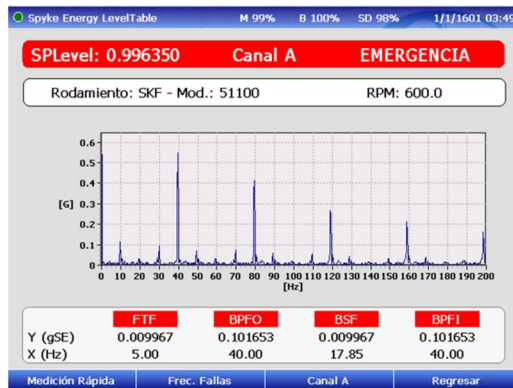 Spyke Energy LevelTable M 99% B 100% SD 98% 1/1/1601 03:49
SPLevel: 0.996350 Canal A EMERGENCIA
Rodamiento: SKF - Mod.: 51100 RPM: 600.0
0.6
0.5
0.4
[G] 0.3
0.2
0.1
0
0 10 20 30 40 50 60 70 80 90 100 110 120 130 140 150 160 170 180 190 200
[Hz]
FTF BPFO BSF BPFI
Y (gSE) 0.009967 0.101653 0.009967 0.101653
X (Hz) 5.00 40.00 17.85 40.00
Medición Rápida Frec. Fallas Canal A Regresar